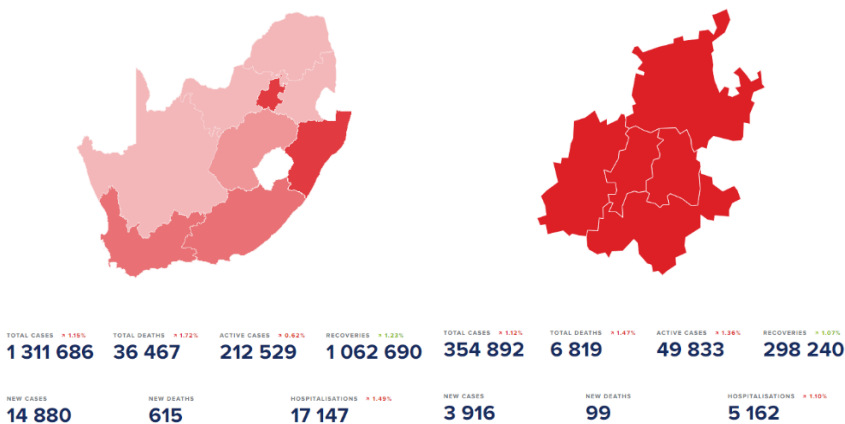 TOTAL CASES × 1.15% TOTAL DEATHS × 1.72% ACTIVE CASES × 0.62% RECOVERIES × 1.23%
1 311 686 36 467 212 529 1 062 690
NEW CASES NEW DEATHS HOSPITALISATIONS × 1.49%
14 880 615 17 147
TOTAL CASES × 1.12% TOTAL DEATHS × 1.47% ACTIVE CASES × 1.36% RECOVERIES × 1.07%
354 892 6 819 49 833 298 240
NEW CASES NEW DEATHS HOSPITALISATIONS × 1.10%
3 916 99 5 162